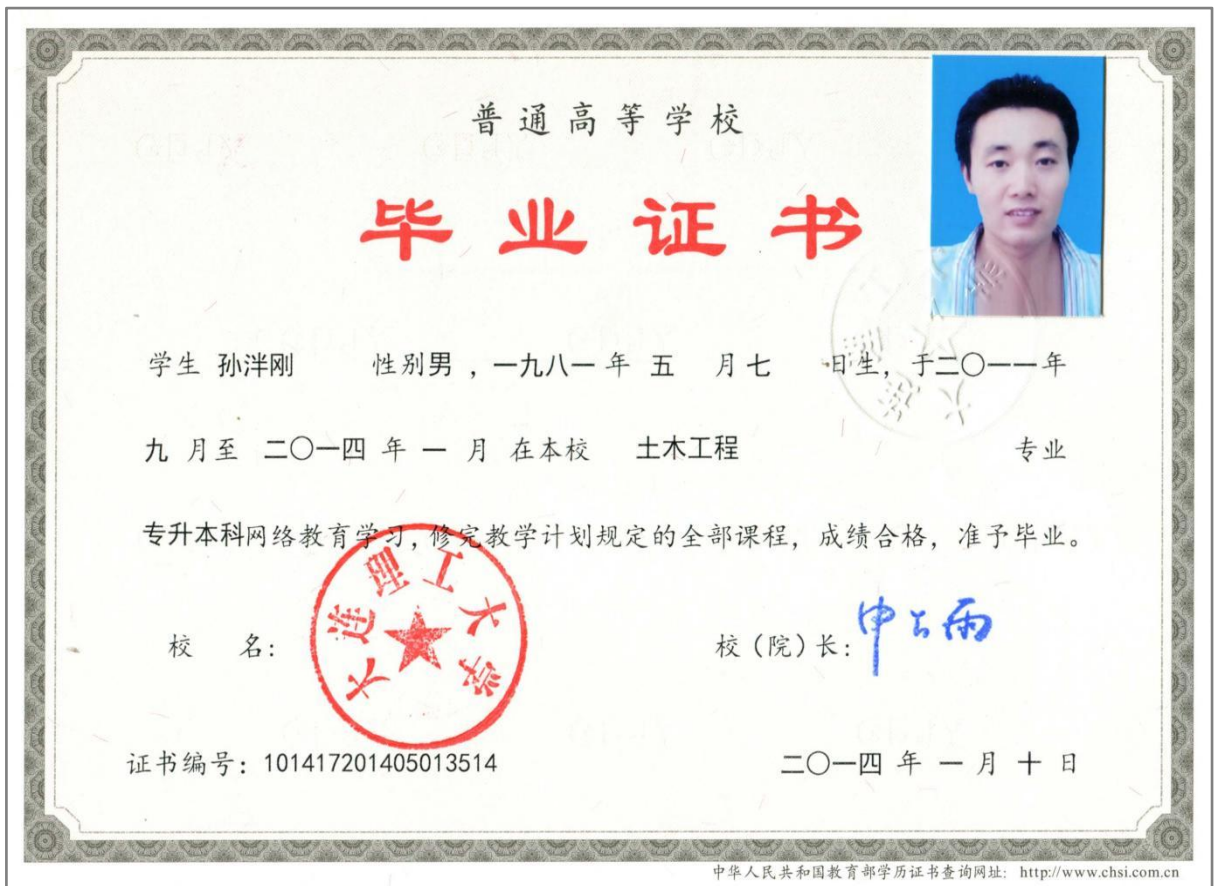 普通高等学校
毕业证书
学生 孙泮刚 性别男 ，一九八一 年 五 月 七 日生，于二〇一一年
九 月至 二〇一四 年 一 月 在本校 土木工程 专业
专升本科网络教育学习，修完教学计划规定的全部课程，成绩合格，准予毕业。
校 名：
大连理工大学
校（院）长：申长雨
证书编号：101417201405013514
二〇一四 年 一 月 十 日
中华人民共和国教育部学历证书查询网址： http://www.chsi.com.cn